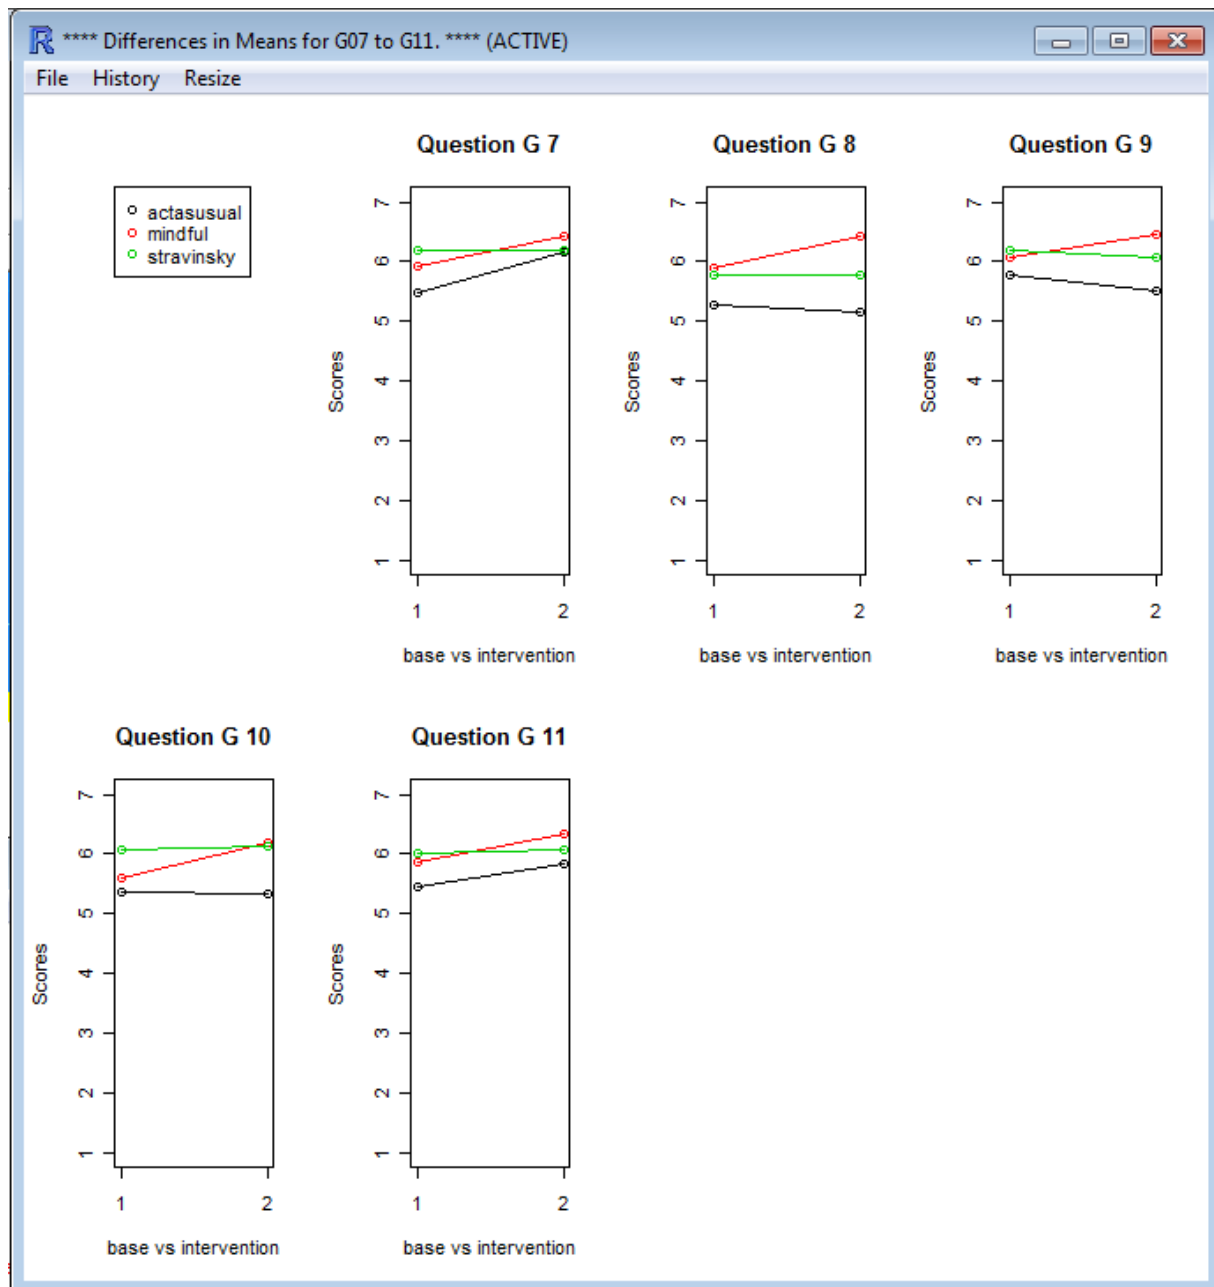 **** Differences in Means for G07 to G11. **** (ACTIVE)
File History Resize
actasusual
mindful
stravinsky
Question G 7
Scores
7
6
5
4
3
2
1
1 2
base vs intervention
Question G 8
Scores
7
6
5
4
3
2
1
1 2
base vs intervention
Question G 9
Scores
7
6
5
4
3
2
1
1 2
base vs intervention
Question G 10
Scores
7
6
5
4
3
2
1
1 2
base vs intervention
Question G 11
Scores
7
6
5
4
3
2
1
1 2
base vs intervention